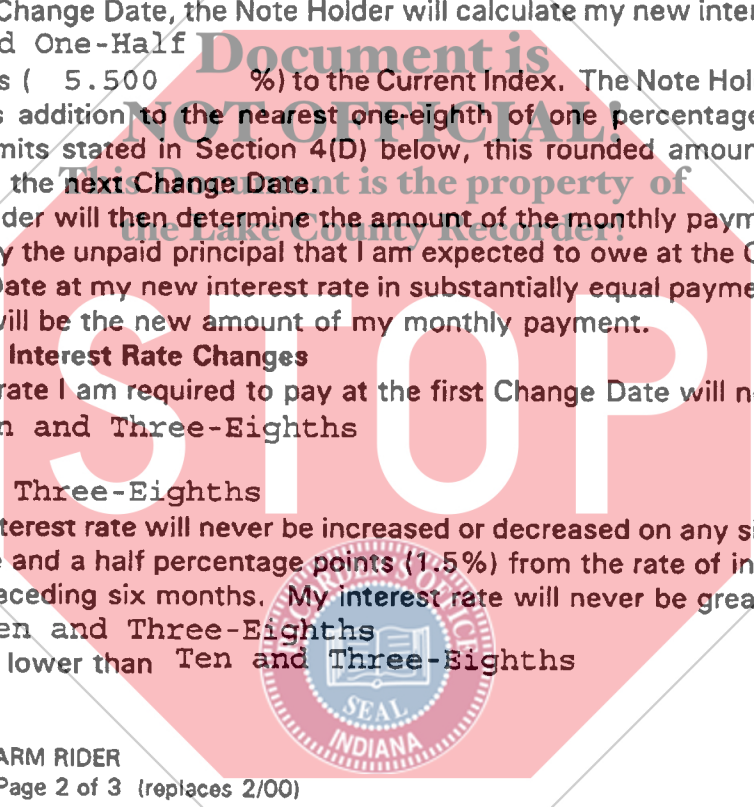 Change Date, the Note Holder will calculate my new inter
d One-Half
Document is
s ( 5.500 %) to the Current Index. The Note Hol
NOT OFFICIAL!
s addition to the nearest one-eighth of one percentage
mits stated in Section 4(D) below, this rounded amoun
This Document is the property of
the next Change Date.
the Lake County Recorder!
der will then determine the amount of the monthly paym
y the unpaid principal that I am expected to owe at the C
Date at my new interest rate in substantially equal payme
will be the new amount of my monthly payment.
Interest Rate Changes
rate I am required to pay at the first Change Date will n
n and Three-Eighths
STOP
Three-Eighths
nterest rate will never be increased or decreased on any si
e and a half percentage points (1.5%) from the rate of in
aceding six months. My interest rate will never be grea
en and Three-Eighths
lower than Ten and Three-Eighths
RECORDER'S OFFICE
SEAL
INDIANA
ARM RIDER
Page 2 of 3 (replaces 2/00)